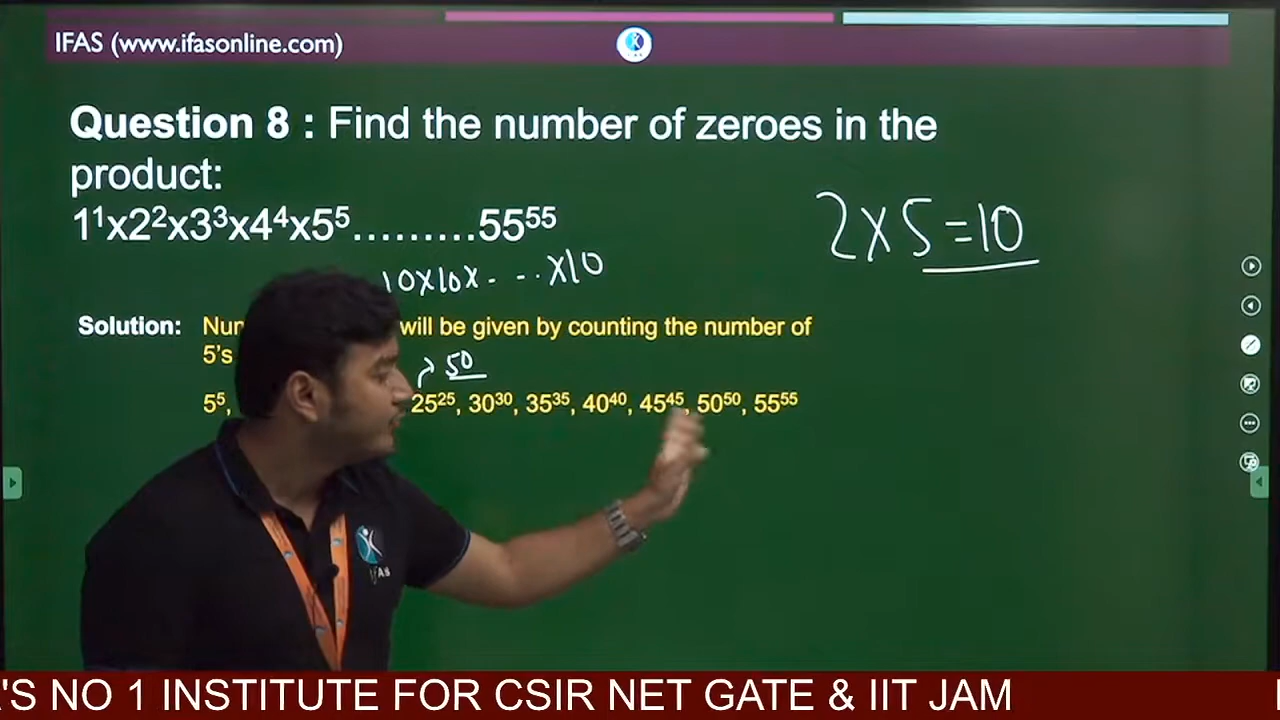 IFAS (www.ifasonline.com)
Question 8 : Find the number of zeroes in the
product:
1¹x2²x3³x4⁴x5⁵.........55⁵⁵
2x5=10
10x10x- - .. x10
Solution: will be given by counting the number of
5's
50
5⁵, 25²⁵, 30³⁰, 35³⁵, 40⁴⁰, 45⁴⁵, 50⁵⁰, 55⁵⁵
IFAS
'S NO 1 INSTITUTE FOR CSIR NET GATE & IIT JAM